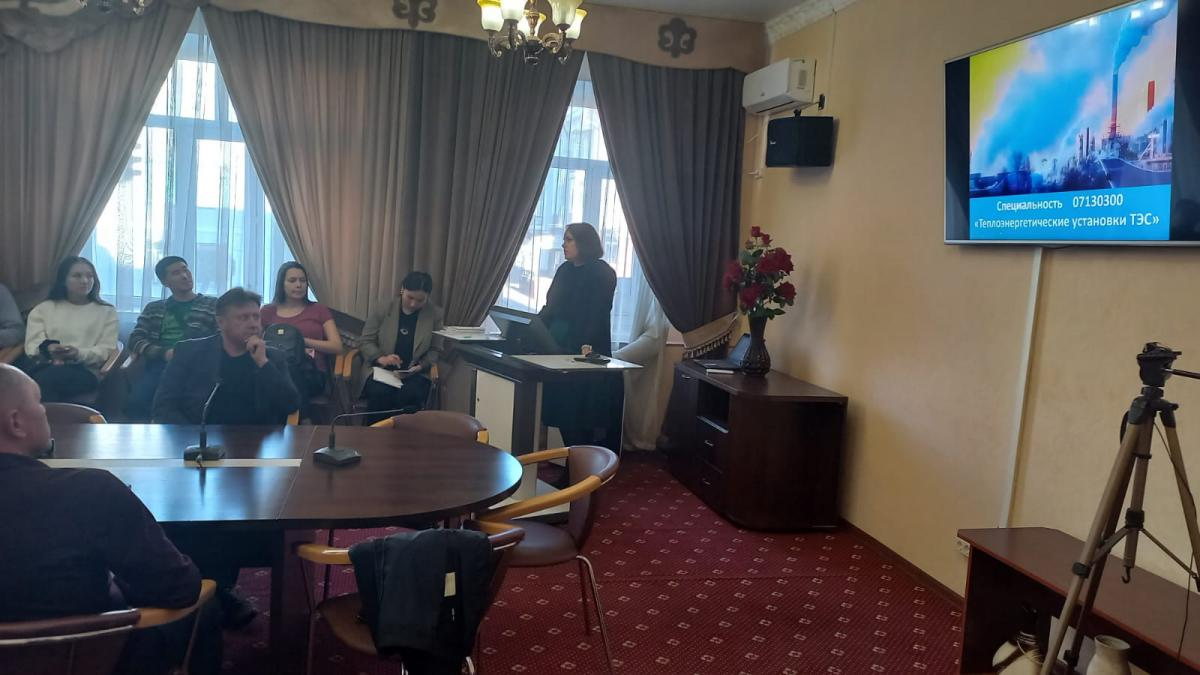 Специальность 07130300
«Теплоэнергетические установки ТЭС»